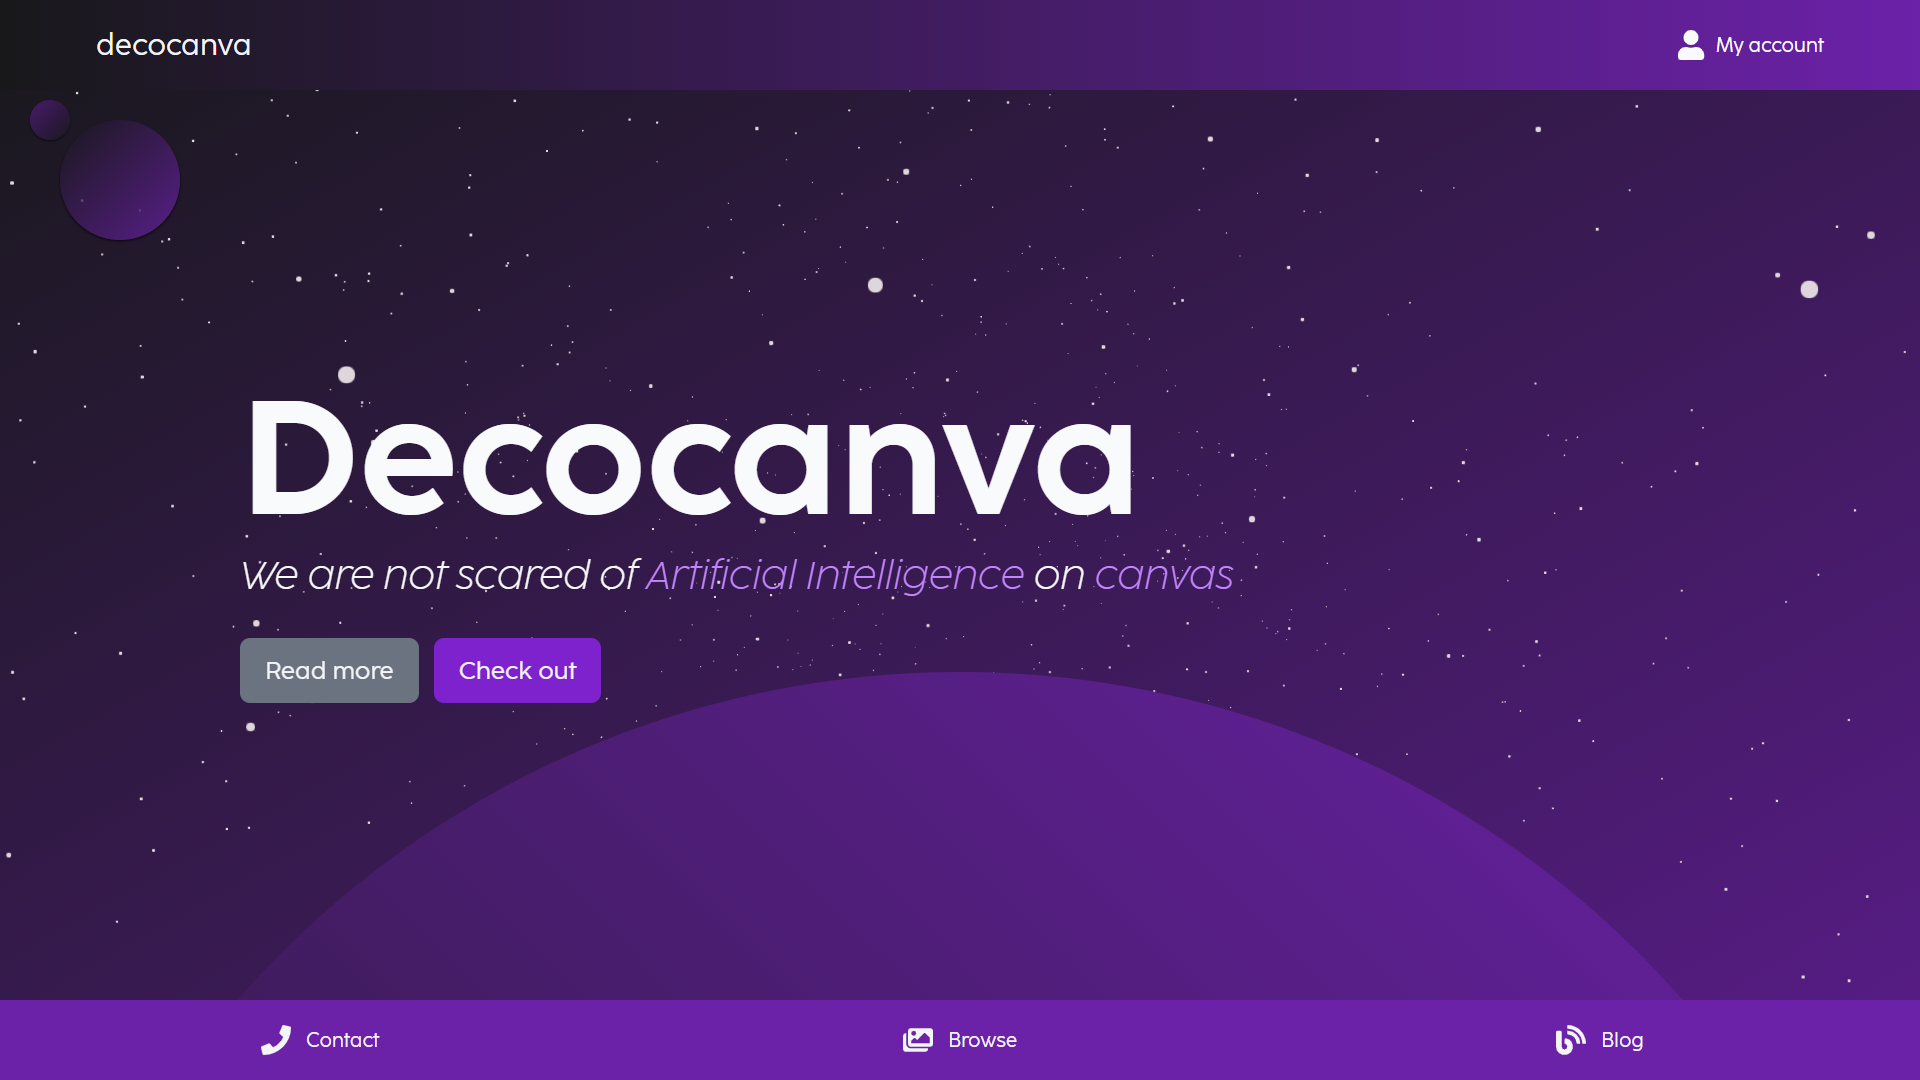 decocanva
My account
Decocanva
We are not scared of Artificial Intelligence on canvas
Read more
Check out
Contact
Browse
Blog